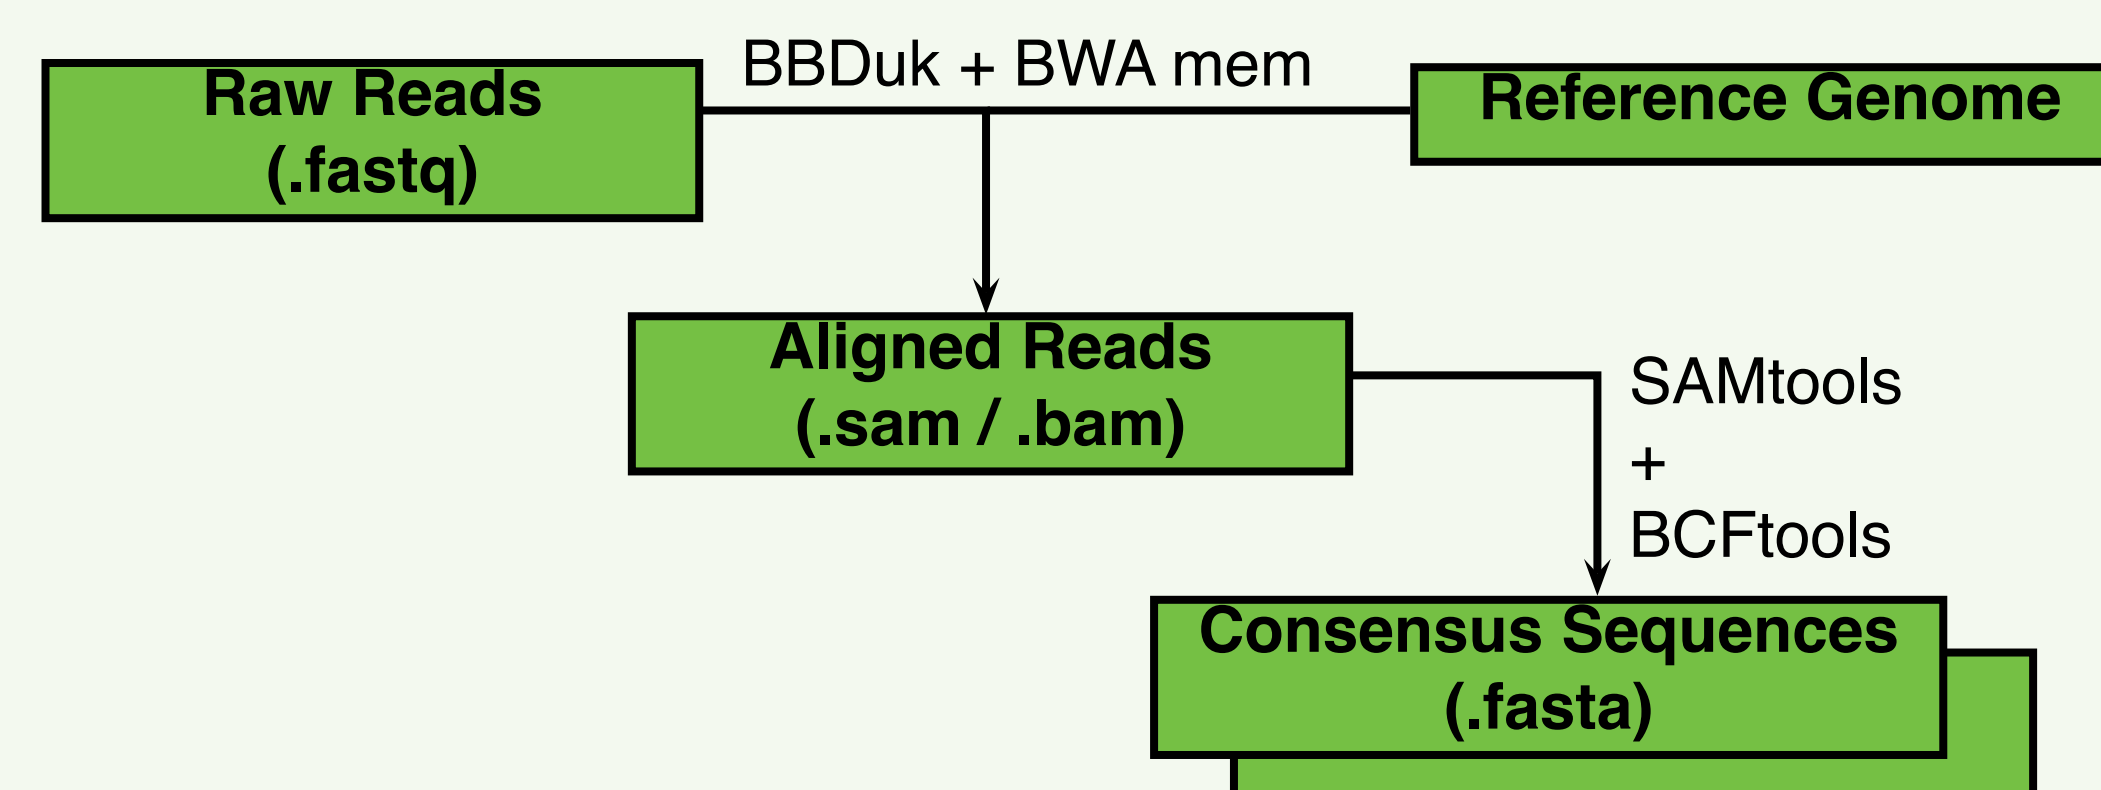 BBDuk + BWA mem
Raw Reads
(.fastq)
Reference Genome
Aligned Reads
(.sam / .bam)
SAMtools
+
BCFtools
Consensus Sequences
(.fasta)